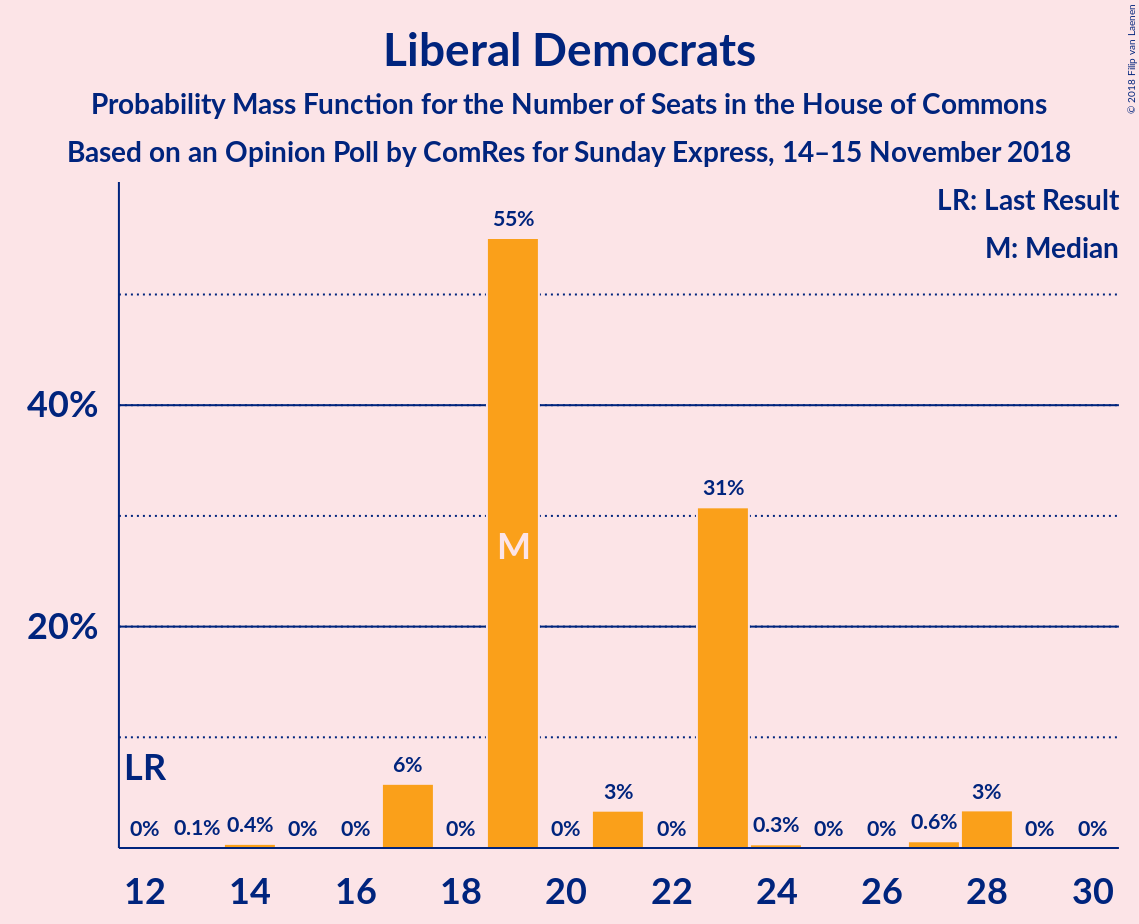 Liberal Democrats
Probability Mass Function for the Number of Seats in the House of Commons
Based on an Opinion Poll by ComRes for Sunday Express, 14–15 November 2018
© 2018 Filip van Laenen
LR: Last Result
M: Median
55%
40%
31%
M
20%
LR
6%
3%
3%
0% 0.1% 0.4% 0% 0% 0% 0% 0% 0.3% 0% 0% 0.6% 0% 0%
12 14 16 18 20 22 24 26 28 30